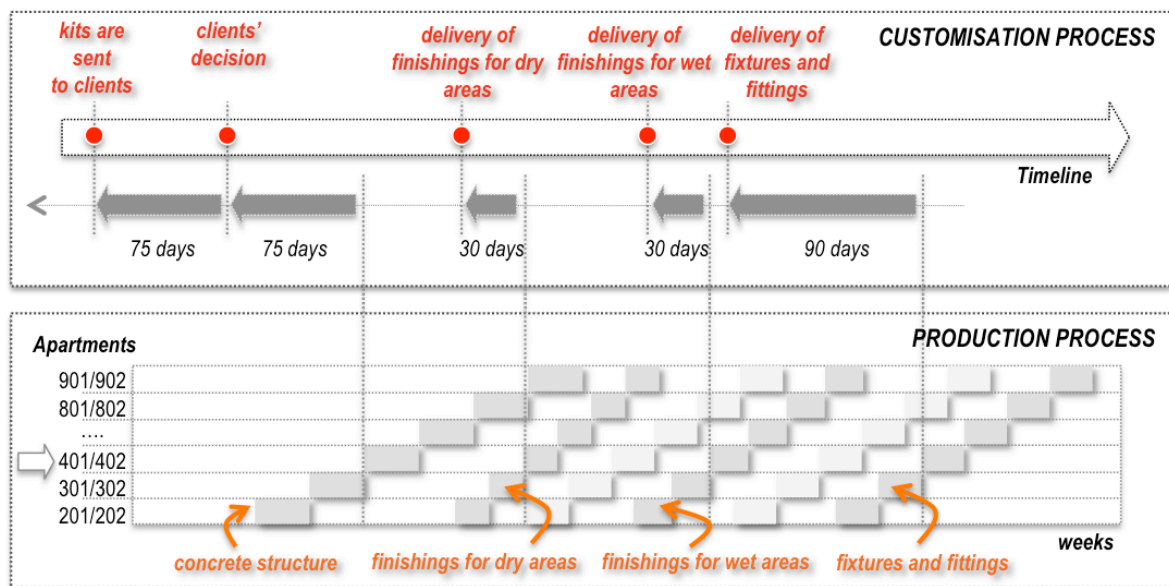 CUSTOMISATION PROCESS
kits are
sent
to clients
clients’
decision
delivery of
finishings for dry
areas
delivery of
finishings for wet
areas
delivery of
fixtures and
fittings
Timeline
75 days
75 days
30 days
30 days
90 days
PRODUCTION PROCESS
Apartments
901/902
801/802
....
401/402
301/302
201/202
weeks
concrete structure
finishings for dry areas
finishings for wet areas
fixtures and fittings